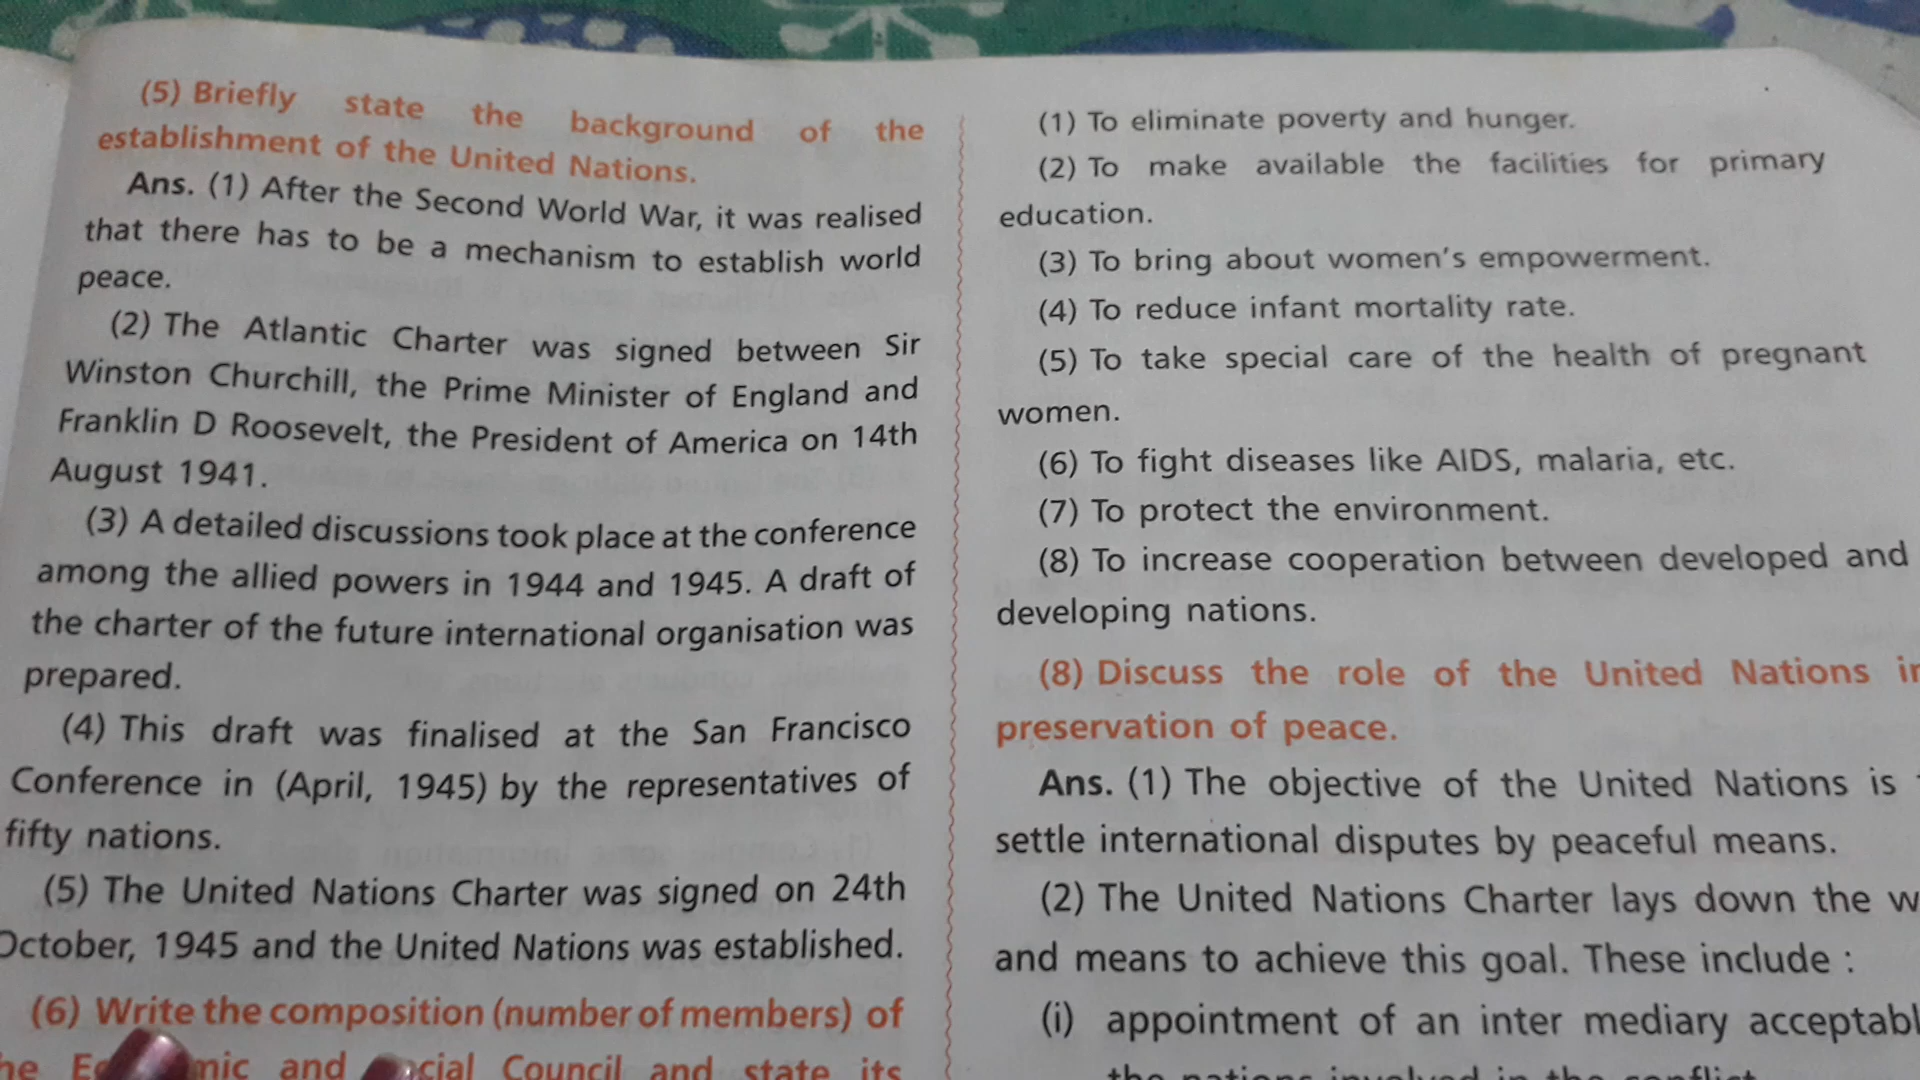 (5) Briefly state the background of the
establishment of the United Nations.
Ans. (1) After the Second World War, it was realised
that there has to be a mechanism to establish world
peace.
(2) The Atlantic Charter was signed between Sir
Winston Churchill, the Prime Minister of England and
Franklin D Roosevelt, the President of America on 14th
August 1941.
(3) A detailed discussions took place at the conference
among the allied powers in 1944 and 1945. A draft of
the charter of the future international organisation was
prepared.
(4) This draft was finalised at the San Francisco
Conference in (April, 1945) by the representatives of
fifty nations.
(5) The United Nations Charter was signed on 24th
October, 1945 and the United Nations was established.
(6) Write the composition (number of members) of
and Council and state its
(1) To eliminate poverty and hunger.
(2) To make available the facilities for primary
education.
(3) To bring about women's empowerment.
(4) To reduce infant mortality rate.
(5) To take special care of the health of pregnant
women.
(6) To fight diseases like AIDS, malaria, etc.
(7) To protect the environment.
(8) To increase cooperation between developed and
developing nations.
(8) Discuss the role of the United Nations in
preservation of peace.
Ans. (1) The objective of the United Nations is
settle international disputes by peaceful means.
(2) The United Nations Charter lays down the
and means to achieve this goal. These include :
(i) appointment of an inter mediary
the nations involved in the conflict